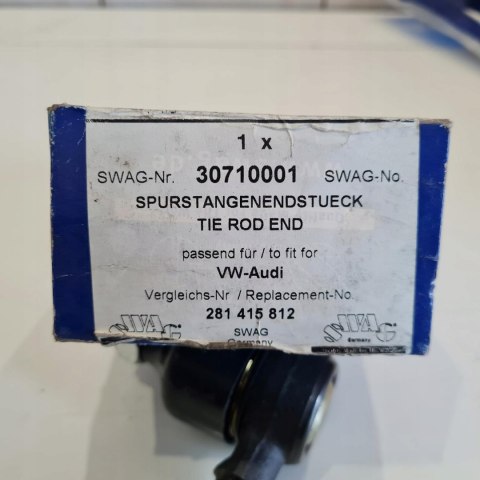 1 x
SWAG-Nr. 30710001 SWAG-No.
SPURSTANGENENDSTUECK
TIE ROD END
passend für / to fit for
VW-Audi
Vergleichs-Nr / Replacement-No.
281 415 812
SWAG SWAG SWAG
Germany Germany